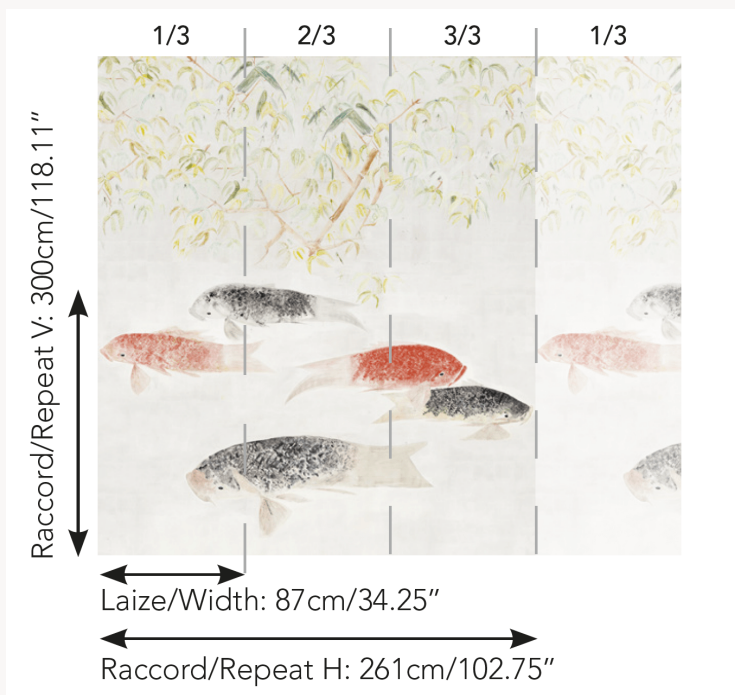 1/3 2/3 3/3 1/3
Raccord/Repeat V: 300cm/118.11”
Laize/Width: 87cm/34.25”
Raccord/Repeat H: 261cm/102.75”